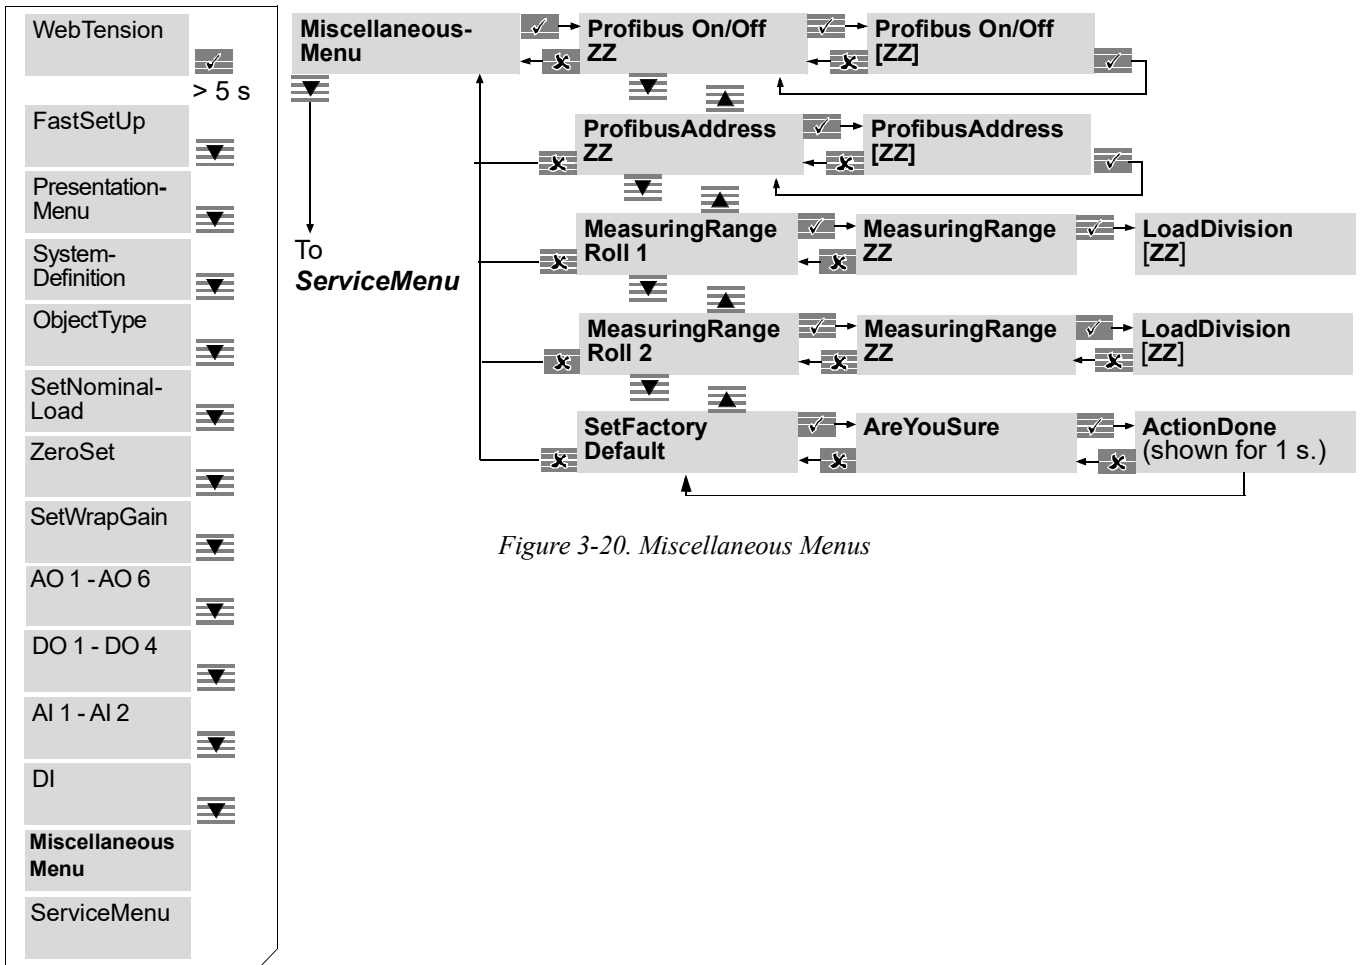 WebTension
> 5 s
FastSetUp
Presentation-
Menu
System-
Definition
ObjectType
SetNominal-
Load
ZeroSet
SetWrapGain
AO 1 - AO 6
DO 1 - DO 4
AI 1 - AI 2
DI
Miscellaneous
Menu
ServiceMenu
Miscellaneous-
Menu
To
ServiceMenu
Profibus On/Off
ZZ
Profibus On/Off
[ZZ]
ProfibusAddress
ZZ
ProfibusAddress
[ZZ]
MeasuringRange
Roll 1
MeasuringRange
ZZ
LoadDivision
[ZZ]
MeasuringRange
Roll 2
MeasuringRange
ZZ
LoadDivision
[ZZ]
SetFactory
Default
AreYouSure
ActionDone
(shown for 1 s.)
Figure 3-20. Miscellaneous Menus